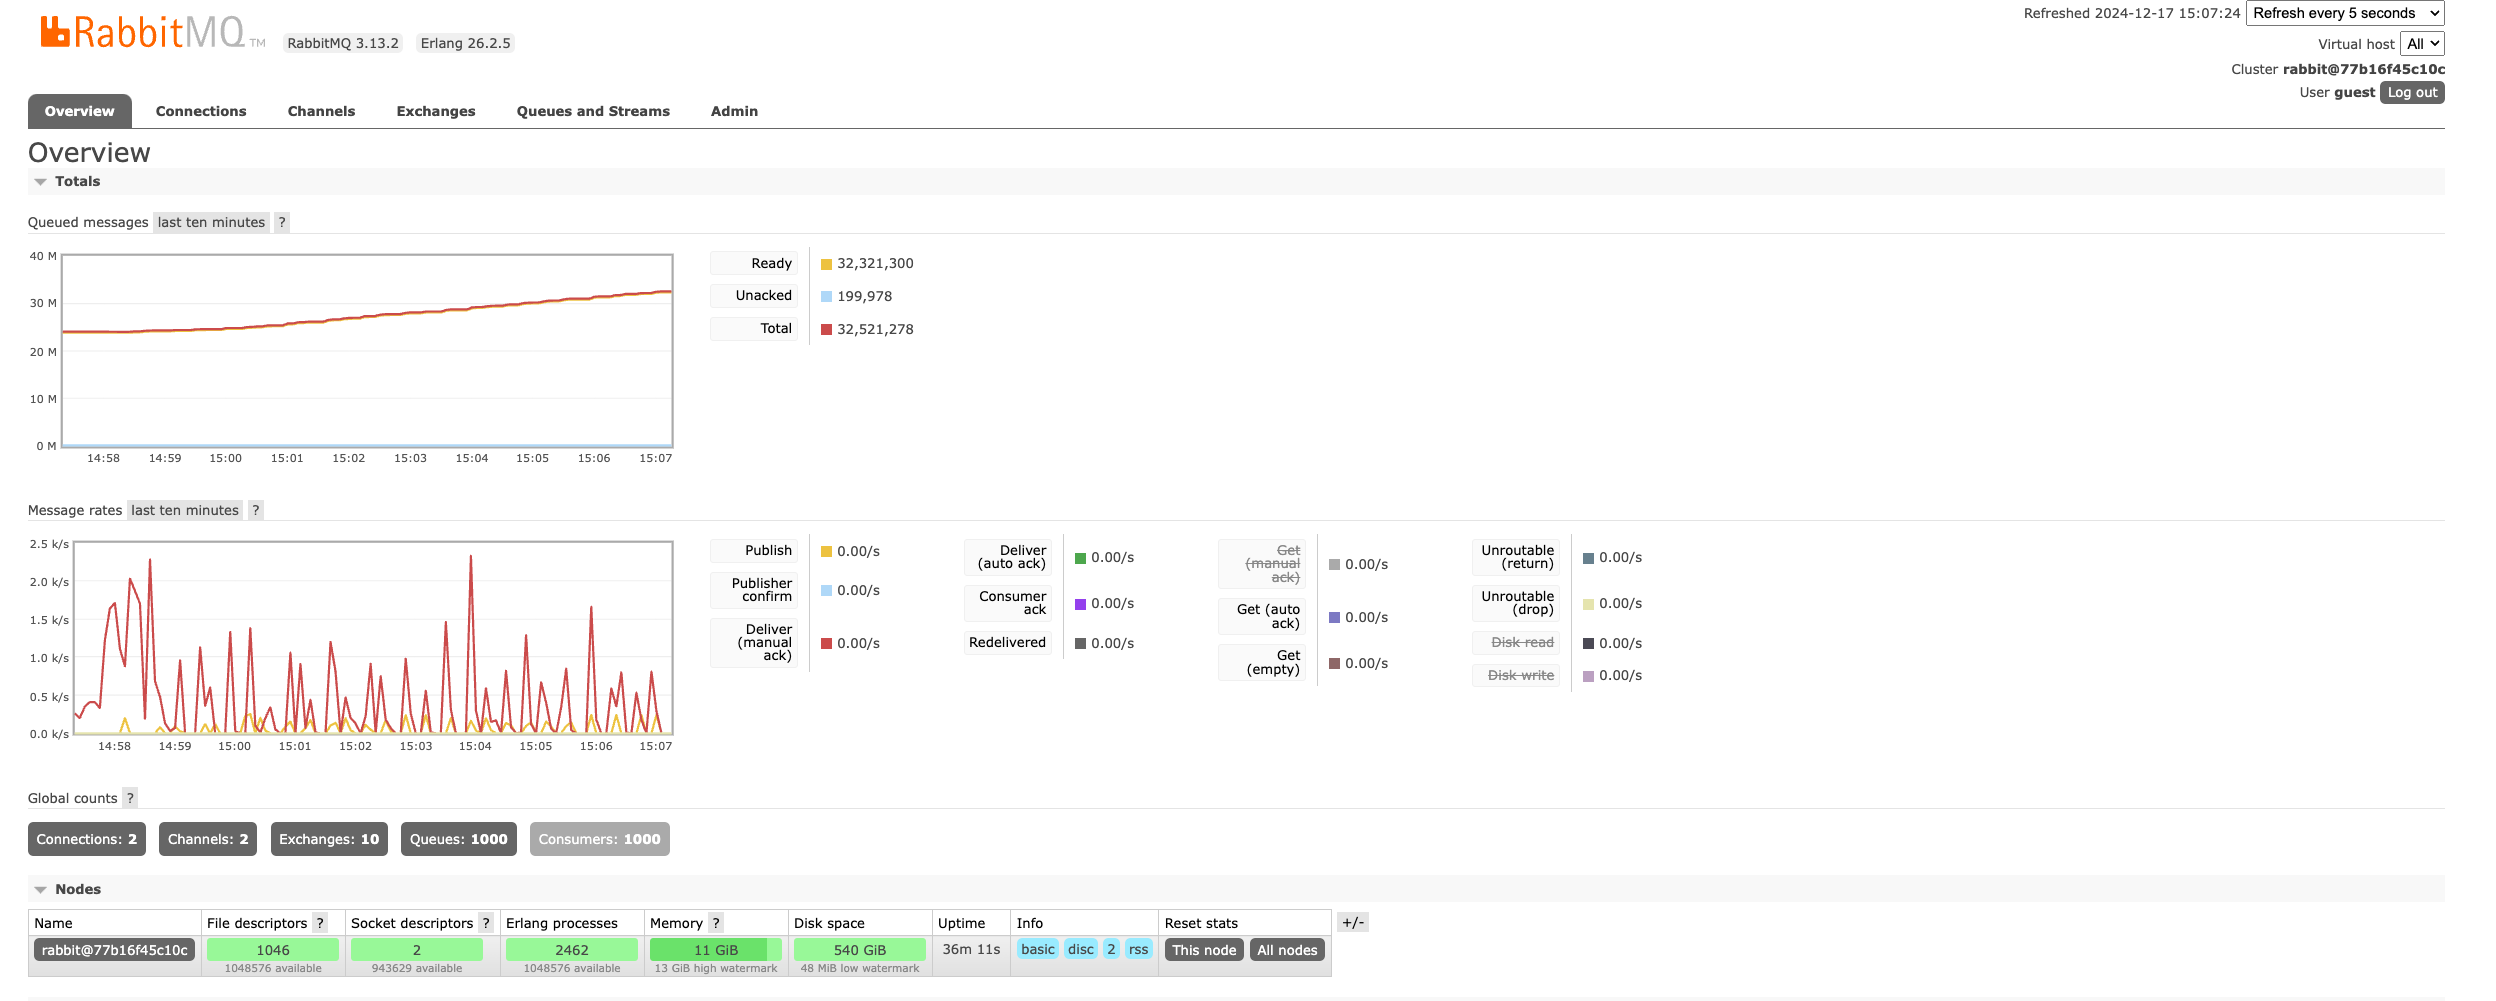 RabbitMQ TM
RabbitMQ 3.13.2 Erlang 26.2.5
Refreshed 2024-12-17 15:07:24 Refresh every 5 seconds
Virtual host All
Cluster rabbit@77b16f45c10c
User guest Log out
Overview Connections Channels Exchanges Queues and Streams Admin
Overview
Totals
Queued messages last ten minutes ?
40 M
30 M
20 M
10 M
0 M
14:58 14:59 15:00 15:01 15:02 15:03 15:04 15:05 15:06 15:07
Ready 32,321,300
Unacked 199,978
Total 32,521,278
Message rates last ten minutes ?
2.5 k/s
2.0 k/s
1.5 k/s
1.0 k/s
0.5 k/s
0.0 k/s
14:58 14:59 15:00 15:01 15:02 15:03 15:04 15:05 15:06 15:07
Publish 0.00/s
Publisher
confirm 0.00/s
Deliver
(manual
ack) 0.00/s
Deliver
(auto ack) 0.00/s
Consumer
ack 0.00/s
Redelivered 0.00/s
Get
(manual
ack) 0.00/s
Get (auto
ack) 0.00/s
Get
(empty) 0.00/s
Unroutable
(return) 0.00/s
Unroutable
(drop) 0.00/s
Disk read 0.00/s
Disk write 0.00/s
Global counts ?
Connections: 2 Channels: 2 Exchanges: 10 Queues: 1000 Consumers: 1000
Nodes
Name File descriptors ? Socket descriptors ? Erlang processes Memory ? Disk space Uptime Info Reset stats +/-
rabbit@77b16f45c10c 1046 2 2462 11 GiB 540 GiB 36m 11s basic disc 2 rss This node All nodes
1048576 available 943629 available 1048576 available 13 GiB high watermark 48 MiB low watermark